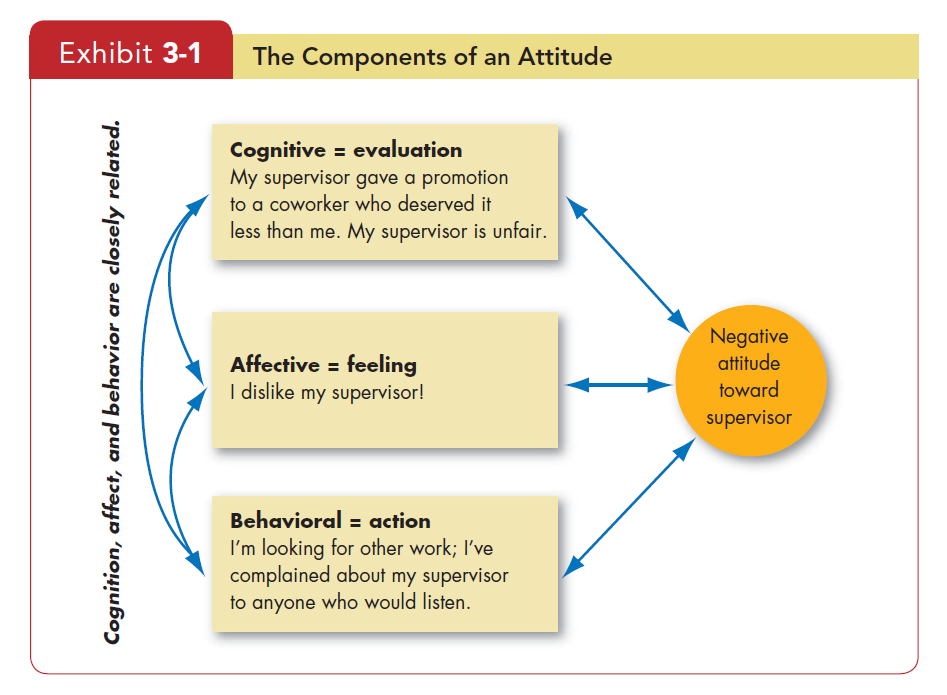 Exhibit 3-1
The Components of an Attitude
Cognition, affect, and behavior are closely related.
Cognitive = evaluation
My supervisor gave a promotion
to a coworker who deserved it
less than me. My supervisor is unfair.
Affective = feeling
I dislike my supervisor!
Behavioral = action
I'm looking for other work; I've
complained about my supervisor
to anyone who would listen.
Negative
attitude
toward
supervisor